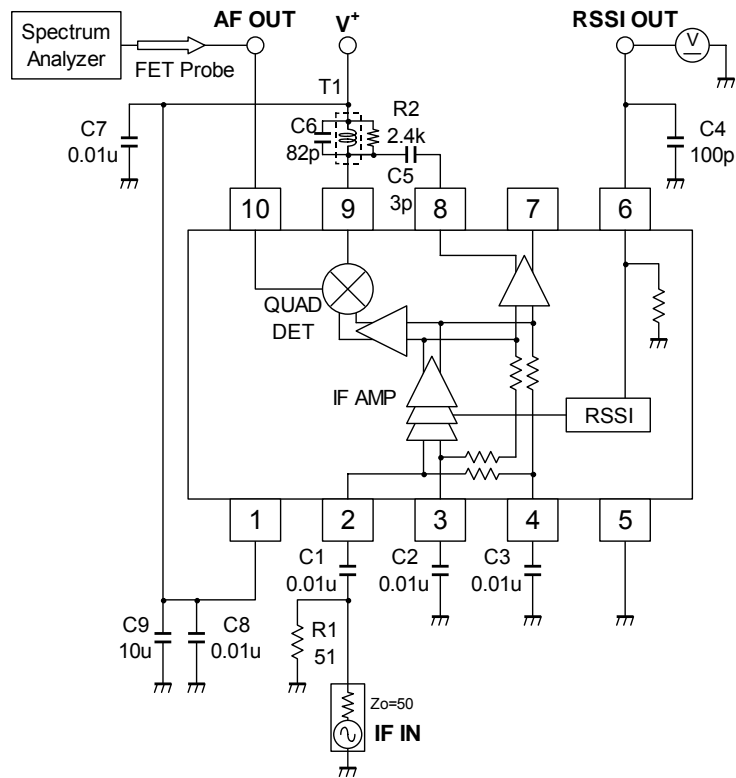 Spectrum
Analyzer
FET Probe
AF OUT
V+
RSSI OUT
V
T1
C7
0.01u
C6
82p
R2
2.4k
C5
3p
C4
100p
10
9
8
7
6
QUAD
DET
IF AMP
RSSI
1
2
3
4
5
C1
0.01u
C2
0.01u
C3
0.01u
C9
10u
C8
0.01u
R1
51
Zo=50
IF IN